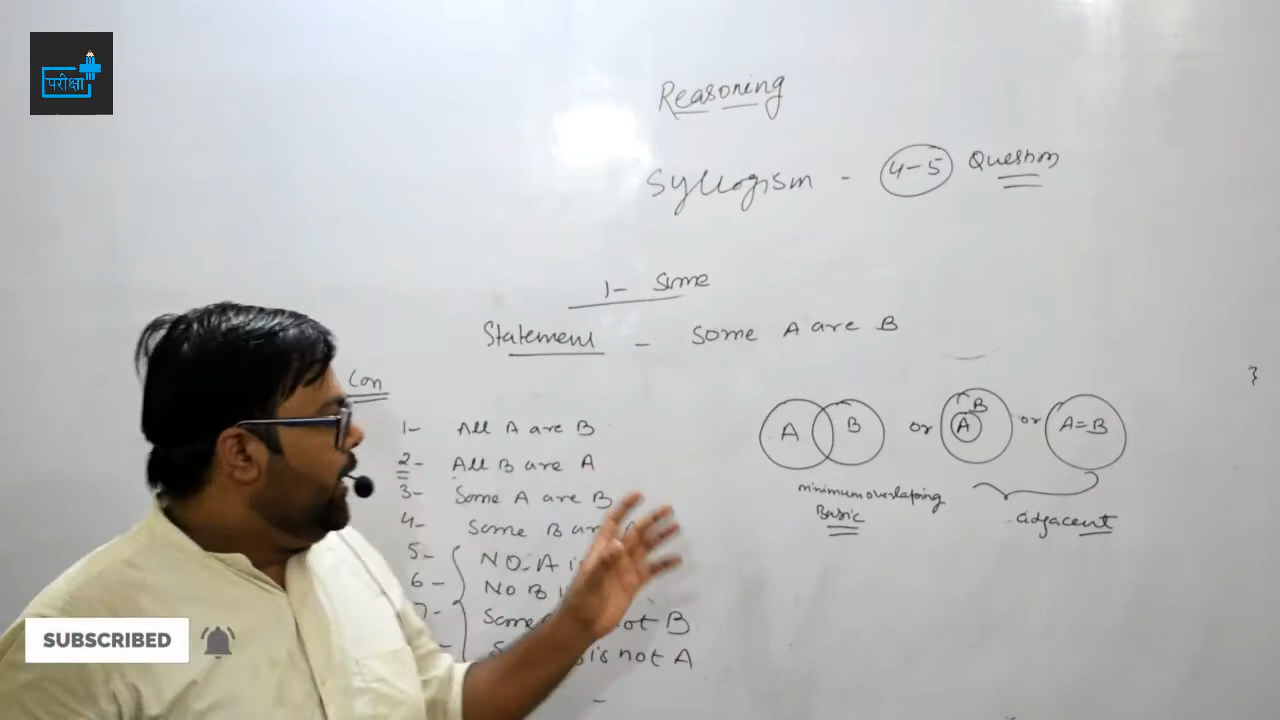 परीक्षा
Reasoning
Syllogism - 4-5 Question
1- Some
Statement - Some A are B
Con
1- All A are B
2- All B are A
3- Some A are B
4- Some B are
5- NO A i
6- NO B i
7- Some not B
is not A
A B or B A or A=B
minimum overlaping
Basic
adjacent
SUBSCRIBED